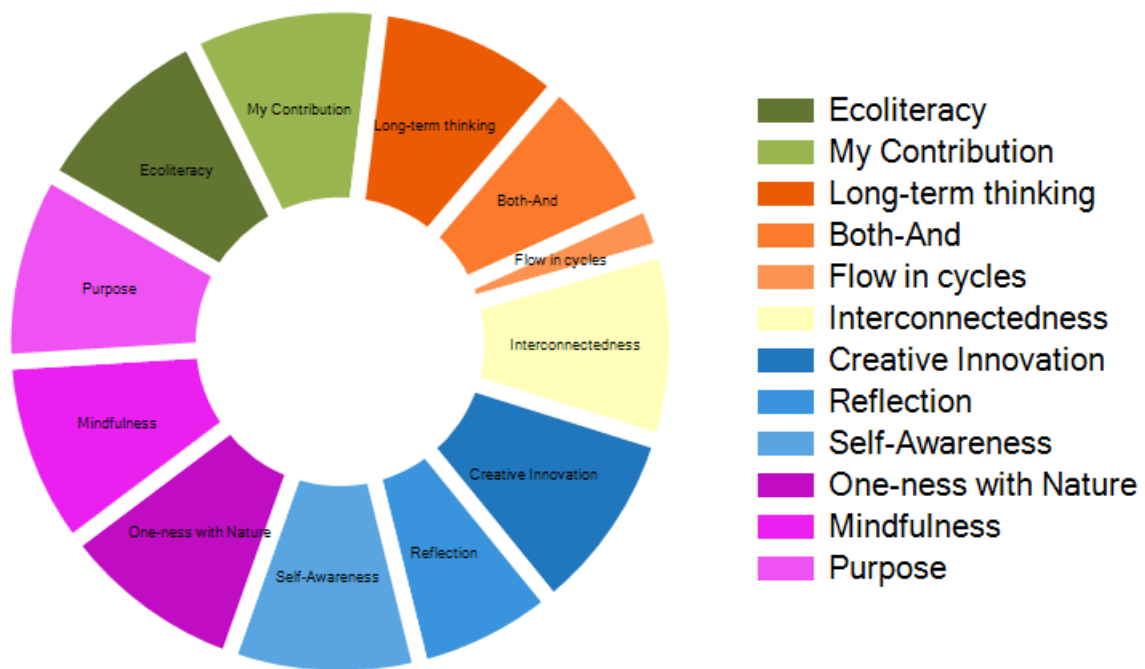 My Contribution
Long-term thinking
Ecoliteracy
Both-And
Flow in cycles
Purpose
Interconnectedness
Mindfulness
Creative Innovation
One-ness with Nature
Reflection
Self-Awareness
Ecoliteracy
My Contribution
Long-term thinking
Both-And
Flow in cycles
Interconnectedness
Creative Innovation
Reflection
Self-Awareness
One-ness with Nature
Mindfulness
Purpose